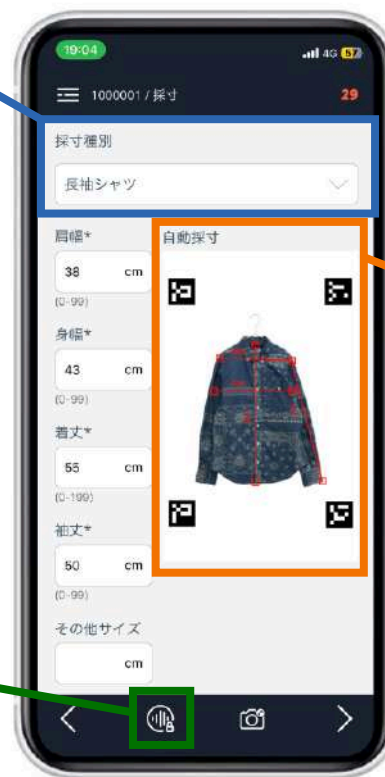 19:04
4G 57
1000001 / 採寸
29
採寸種別
長袖シャツ
肩幅*
自動採寸
38 cm
(0-99)
身幅*
43 cm
(0-99)
着丈*
55 cm
(0-199)
袖丈*
50 cm
(0-99)
その他サイズ
cm